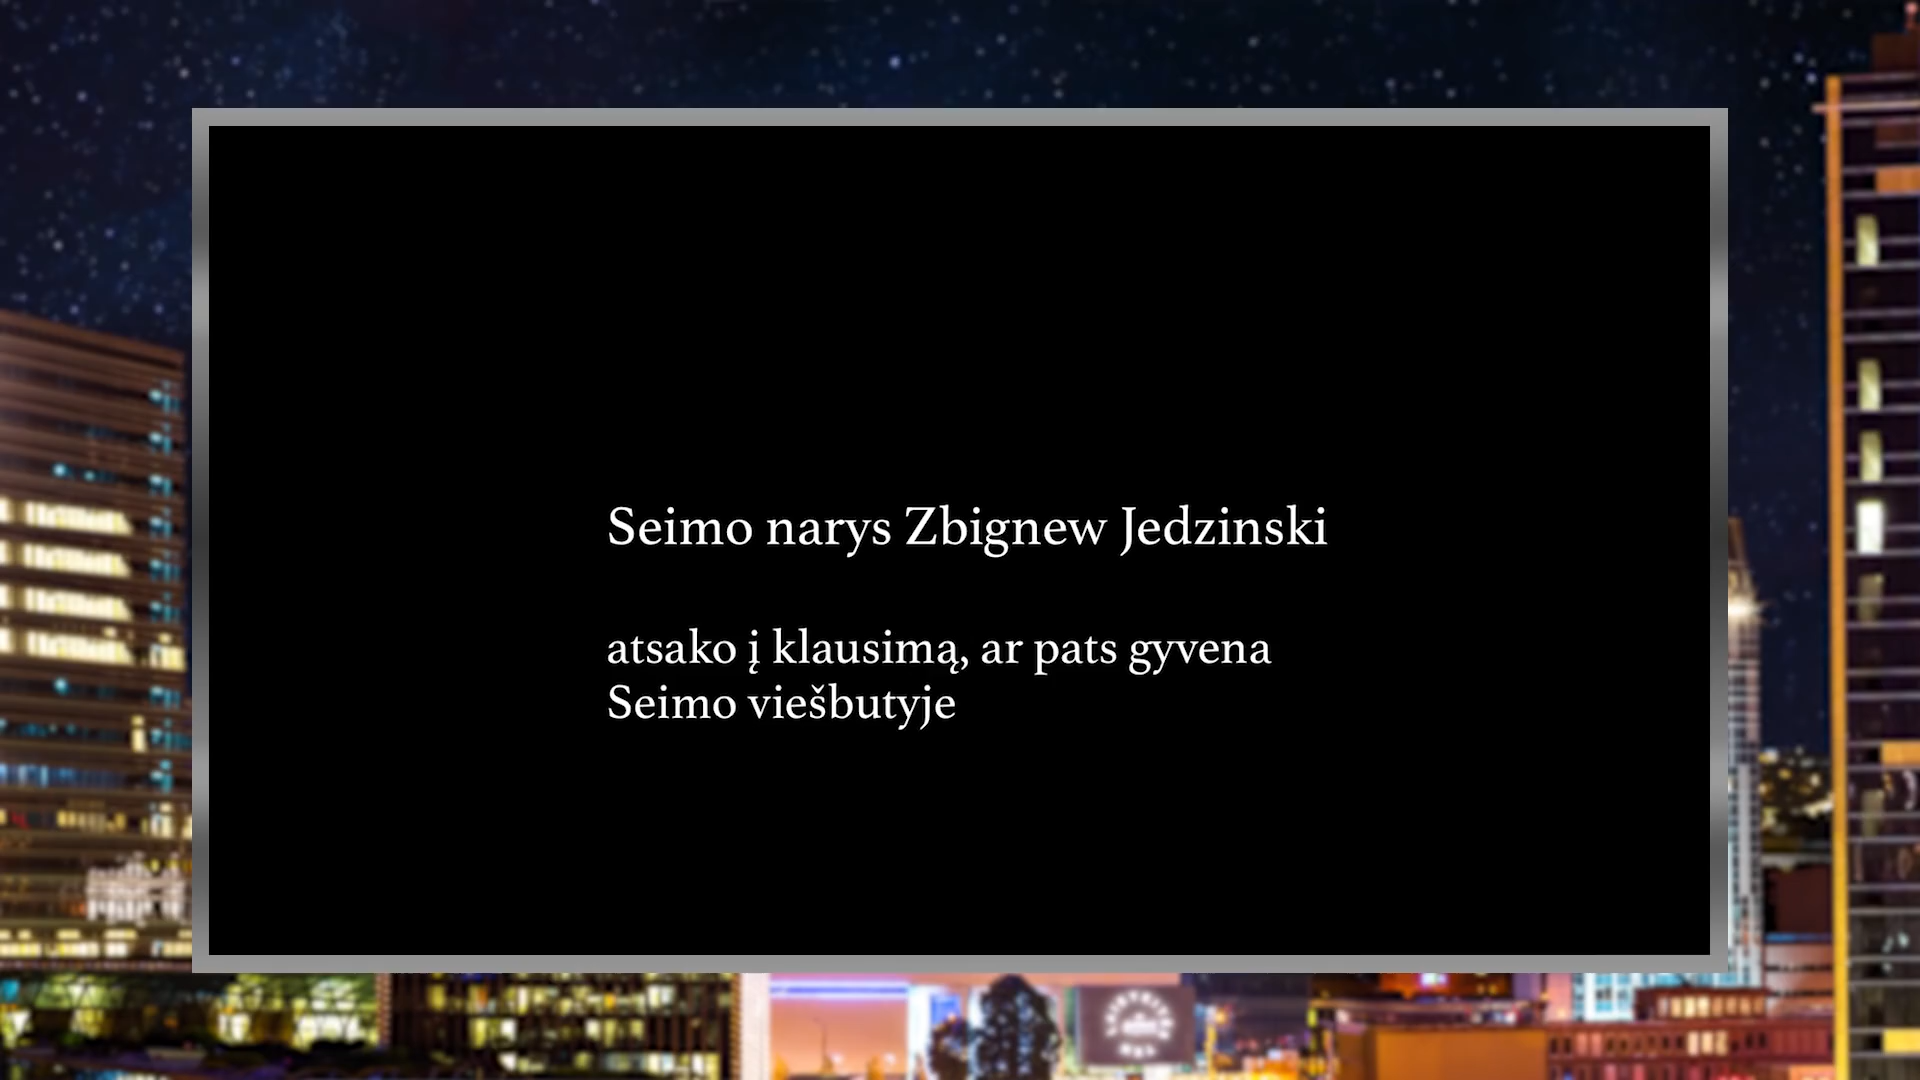 Seimo narys Zbignew Jedzinski
atsako į klausimą, ar pats gyvena
Seimo viešbutyje